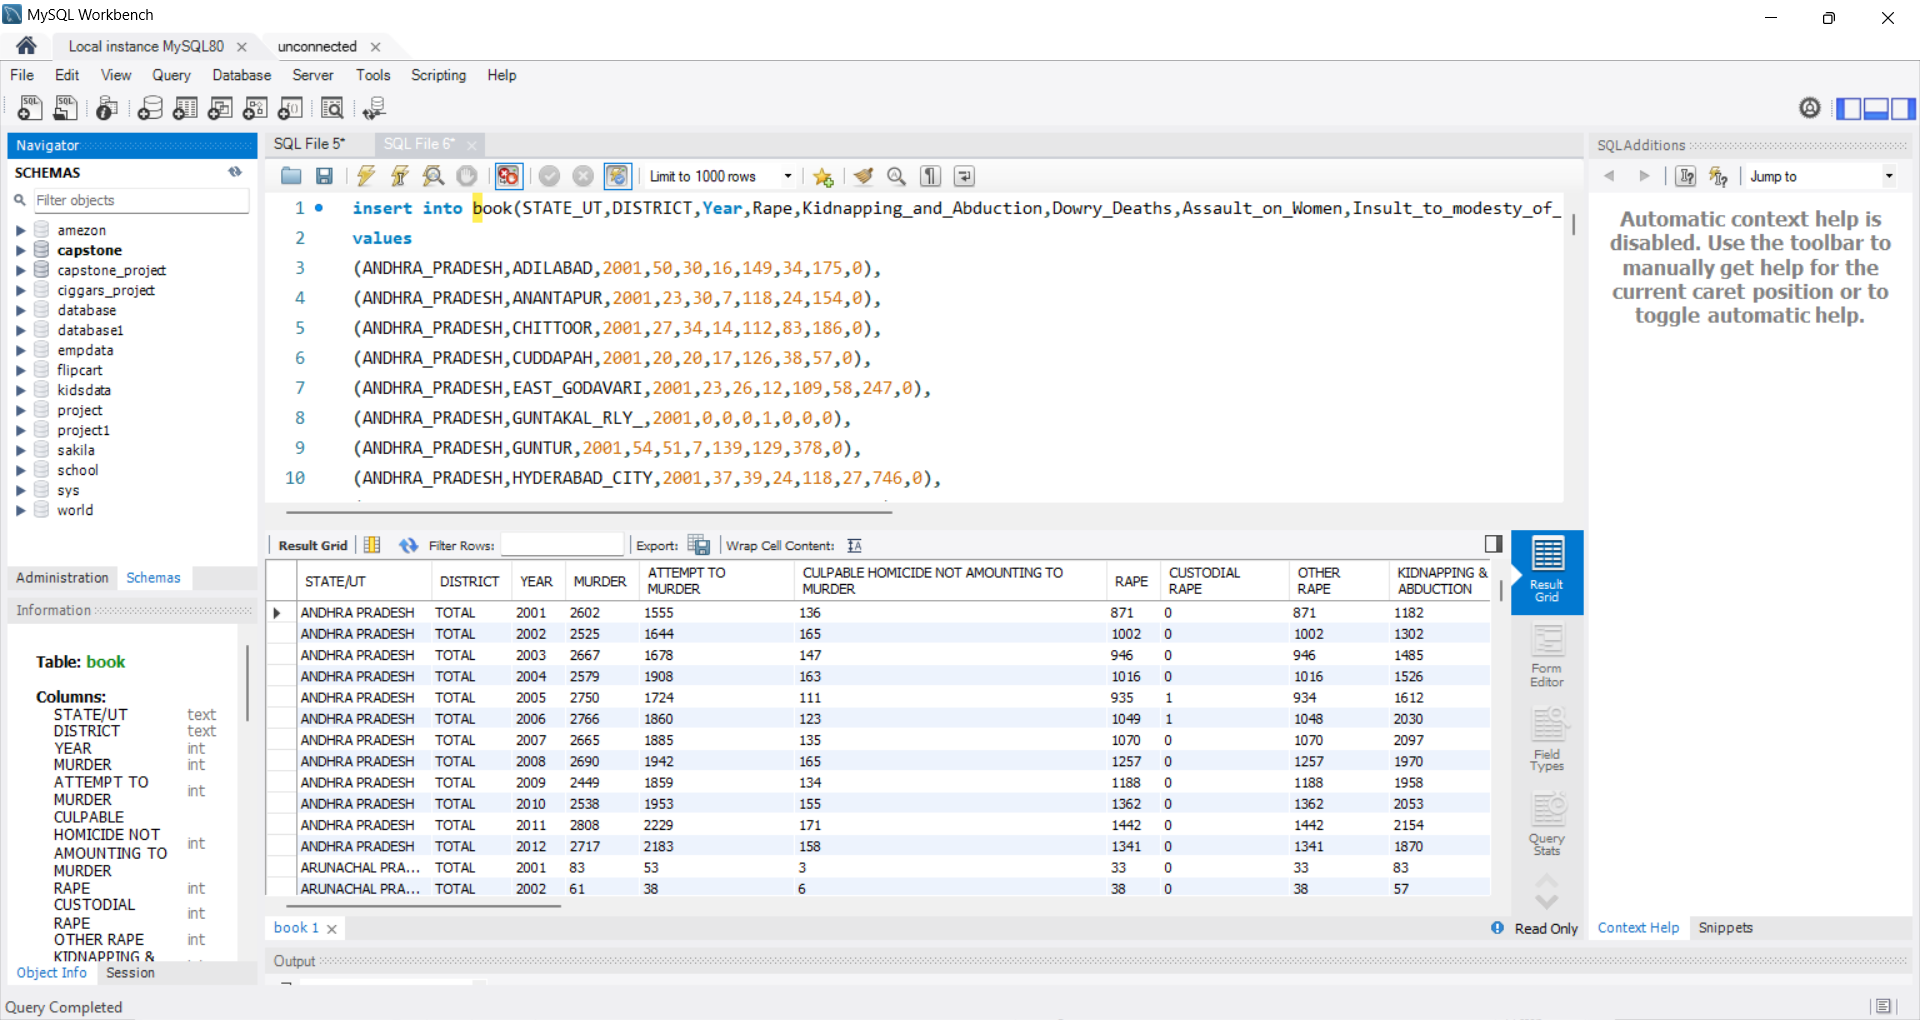 MySQL Workbench
Local instance MySQL80
unconnected
File Edit View Query Database Server Tools Scripting Help
Navigator
SCHEMAS
Filter objects
amezon
capstone
capstone_project
ciggars_project
database
database1
empdata
flipcart
kidsdata
project
project1
sakila
school
sys
world
Administration Schemas
Information
Table: book
Columns:
STATE/UT text
DISTRICT text
YEAR int
MURDER int
ATTEMPT TO
MURDER int
CULPABLE
HOMICIDE NOT
AMOUNTING TO
MURDER int
RAPE int
CUSTODIAL
RAPE int
OTHER RAPE int
KIDNAPPING &
Object Info Session
Query Completed
SQL File 5* SQL File 6*
Limit to 1000 rows
1 insert into book(STATE_UT,DISTRICT,Year,Rape,Kidnapping_and_Abduction,Dowry_Deaths,Assault_on_Women,Insult_to_modesty_of_
2 values
3 (ANDHRA_PRADESH,ADILABAD,2001,50,30,16,149,34,175,0),
4 (ANDHRA_PRADESH,ANANTAPUR,2001,23,30,7,118,24,154,0),
5 (ANDHRA_PRADESH,CHITTOOR,2001,27,34,14,112,83,186,0),
6 (ANDHRA_PRADESH,CUDDAPAH,2001,20,20,17,126,38,57,0),
7 (ANDHRA_PRADESH,EAST_GODAVARI,2001,23,26,12,109,58,247,0),
8 (ANDHRA_PRADESH,GUNTAKAL_RLY_,2001,0,0,0,1,0,0,0),
9 (ANDHRA_PRADESH,GUNTUR,2001,54,51,7,139,129,378,0),
10 (ANDHRA_PRADESH,HYDERABAD_CITY,2001,37,39,24,118,27,746,0),
Result Grid Filter Rows: Export: Wrap Cell Content:
STATE/UT DISTRICT YEAR MURDER ATTEMPT TO MURDER CULPABLE HOMICIDE NOT AMOUNTING TO MURDER RAPE CUSTODIAL RAPE OTHER RAPE KIDNAPPING & ABDUCTION
ANDHRA PRADESH TOTAL 2001 2602 1555 136 871 0 871 1182
ANDHRA PRADESH TOTAL 2002 2525 1644 165 1002 0 1002 1302
ANDHRA PRADESH TOTAL 2003 2667 1678 147 946 0 946 1485
ANDHRA PRADESH TOTAL 2004 2579 1908 163 1016 0 1016 1526
ANDHRA PRADESH TOTAL 2005 2750 1724 111 935 1 934 1612
ANDHRA PRADESH TOTAL 2006 2766 1860 123 1049 1 1048 2030
ANDHRA PRADESH TOTAL 2007 2665 1885 135 1070 0 1070 2097
ANDHRA PRADESH TOTAL 2008 2690 1942 165 1257 0 1257 1970
ANDHRA PRADESH TOTAL 2009 2449 1859 134 1188 0 1188 1958
ANDHRA PRADESH TOTAL 2010 2538 1953 155 1362 0 1362 2053
ANDHRA PRADESH TOTAL 2011 2808 2229 171 1442 0 1442 2154
ANDHRA PRADESH TOTAL 2012 2717 2183 158 1341 0 1341 1870
ARUNACHAL PRA... TOTAL 2001 83 53 3 33 0 33 83
ARUNACHAL PRA... TOTAL 2002 61 38 6 38 0 38 57
Result
Grid
Form
Editor
Field
Types
Query
Stats
book 1
Read Only
Output
SQLAdditions
Jump to
Automatic context help is
disabled. Use the toolbar to
manually get help for the
current caret position or to
toggle automatic help.
Context Help Snippets